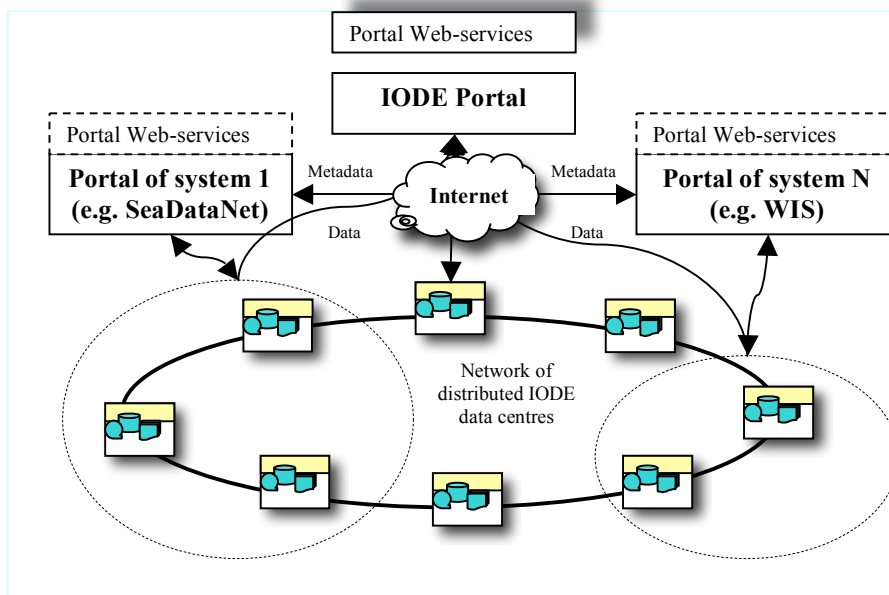 Portal Web-services
IODE Portal
Portal Web-services
Portal of system 1
(e.g. SeaDataNet)
Metadata
Data
Internet
Metadata
Data
Portal Web-services
Portal of system N
(e.g. WIS)
Network of
distributed IODE
data centres